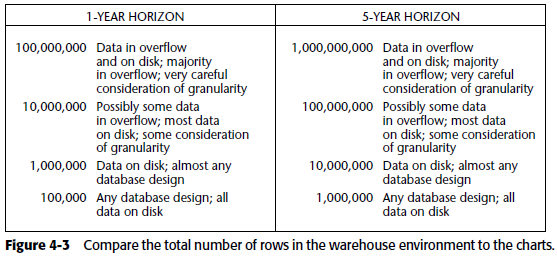 1-YEAR HORIZON
100,000,000 Data in overflow
and on disk; majority
in overflow; very careful
consideration of granularity
10,000,000 Possibly some data
in overflow; most data
on disk; some consideration
of granularity
1,000,000 Data on disk; almost any
database design
100,000 Any database design; all
data on disk
5-YEAR HORIZON
1,000,000,000 Data in overflow
and on disk; majority
in overflow; very careful
consideration of granularity
100,000,000 Possibly some data
in overflow; most data
on disk; some consideration
of granularity
10,000,000 Data on disk; almost any
database design
1,000,000 Any database design; all
data on disk
Figure 4-3 Compare the total number of rows in the warehouse environment to the charts.